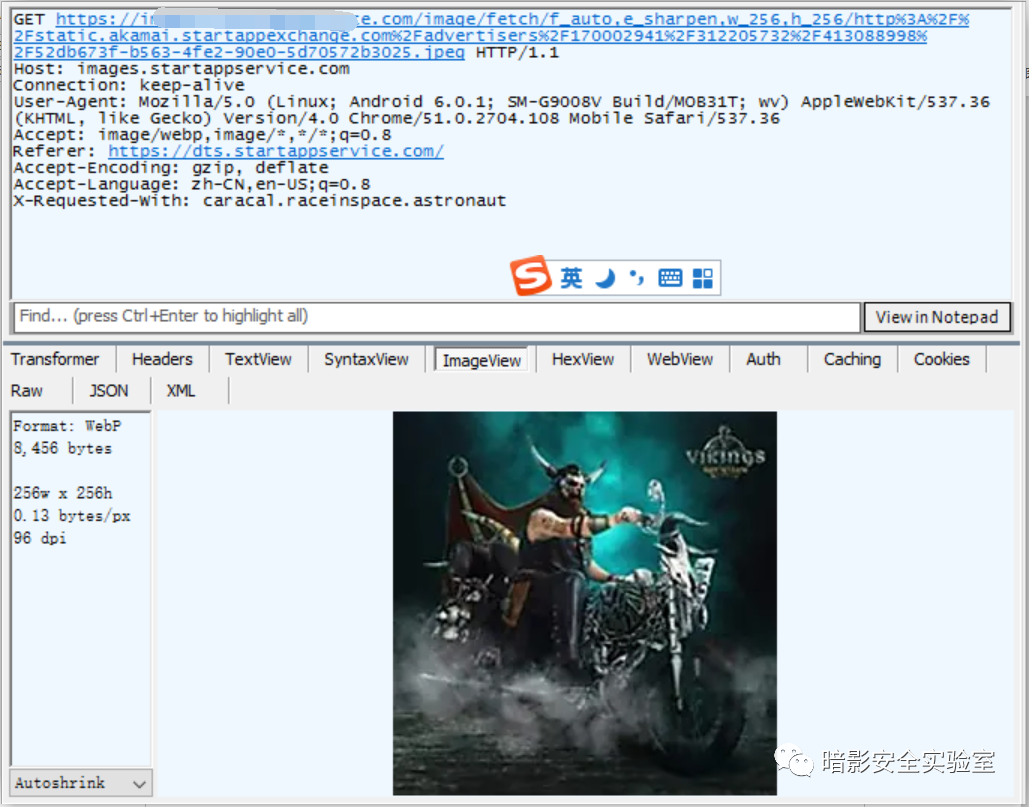 GET https://in ce.com/image/fetch/f_auto,e_sharpen,w_256,h_256/http%3A%2F%
2Fstatic.akamai.startappexchange.com%2Fadvertisers%2F170002941%2F312205732%2F413088998%
2F52db673f-b563-4fe2-90e0-5d70572b3025.jpeg HTTP/1.1
Host: images.startappservice.com
Connection: keep-alive
User-Agent: Mozilla/5.0 (Linux; Android 6.0.1; SM-G9008V Build/MOB31T; wv) AppleWebKit/537.36
(KHTML, like Gecko) Version/4.0 Chrome/51.0.2704.108 Mobile Safari/537.36
Accept: image/webp,image/*,*/*;q=0.8
Referer: https://dts.startappservice.com/
Accept-Encoding: gzip, deflate
Accept-Language: zh-CN,en-US;q=0.8
X-Requested-With: caracal.raceinspace.astronaut
S 英
Find... (press Ctrl+Enter to highlight all)
View in Notepad
Transformer Headers TextView SyntaxView ImageView HexView WebView Auth Caching Cookies
Raw JSON XML
Format: WebP
8,456 bytes
256w x 256h
0.13 bytes/px
96 dpi
VIKINGS
Autoshrink
暗影安全实验室